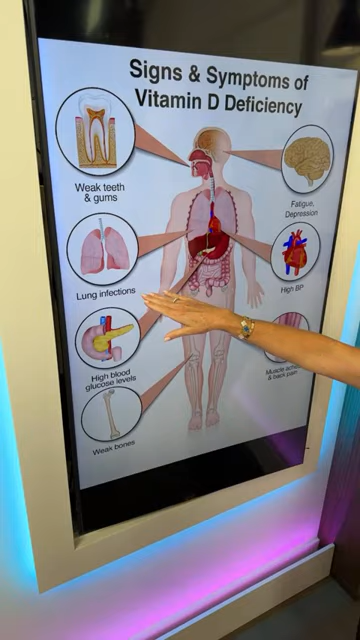 Signs & Symptoms of
Vitamin D Deficiency
Weak teeth
& gums
Fatigue,
Depression
Lung infections
High BP
High blood
glucose levels
Muscle
& back pain
Weak bones